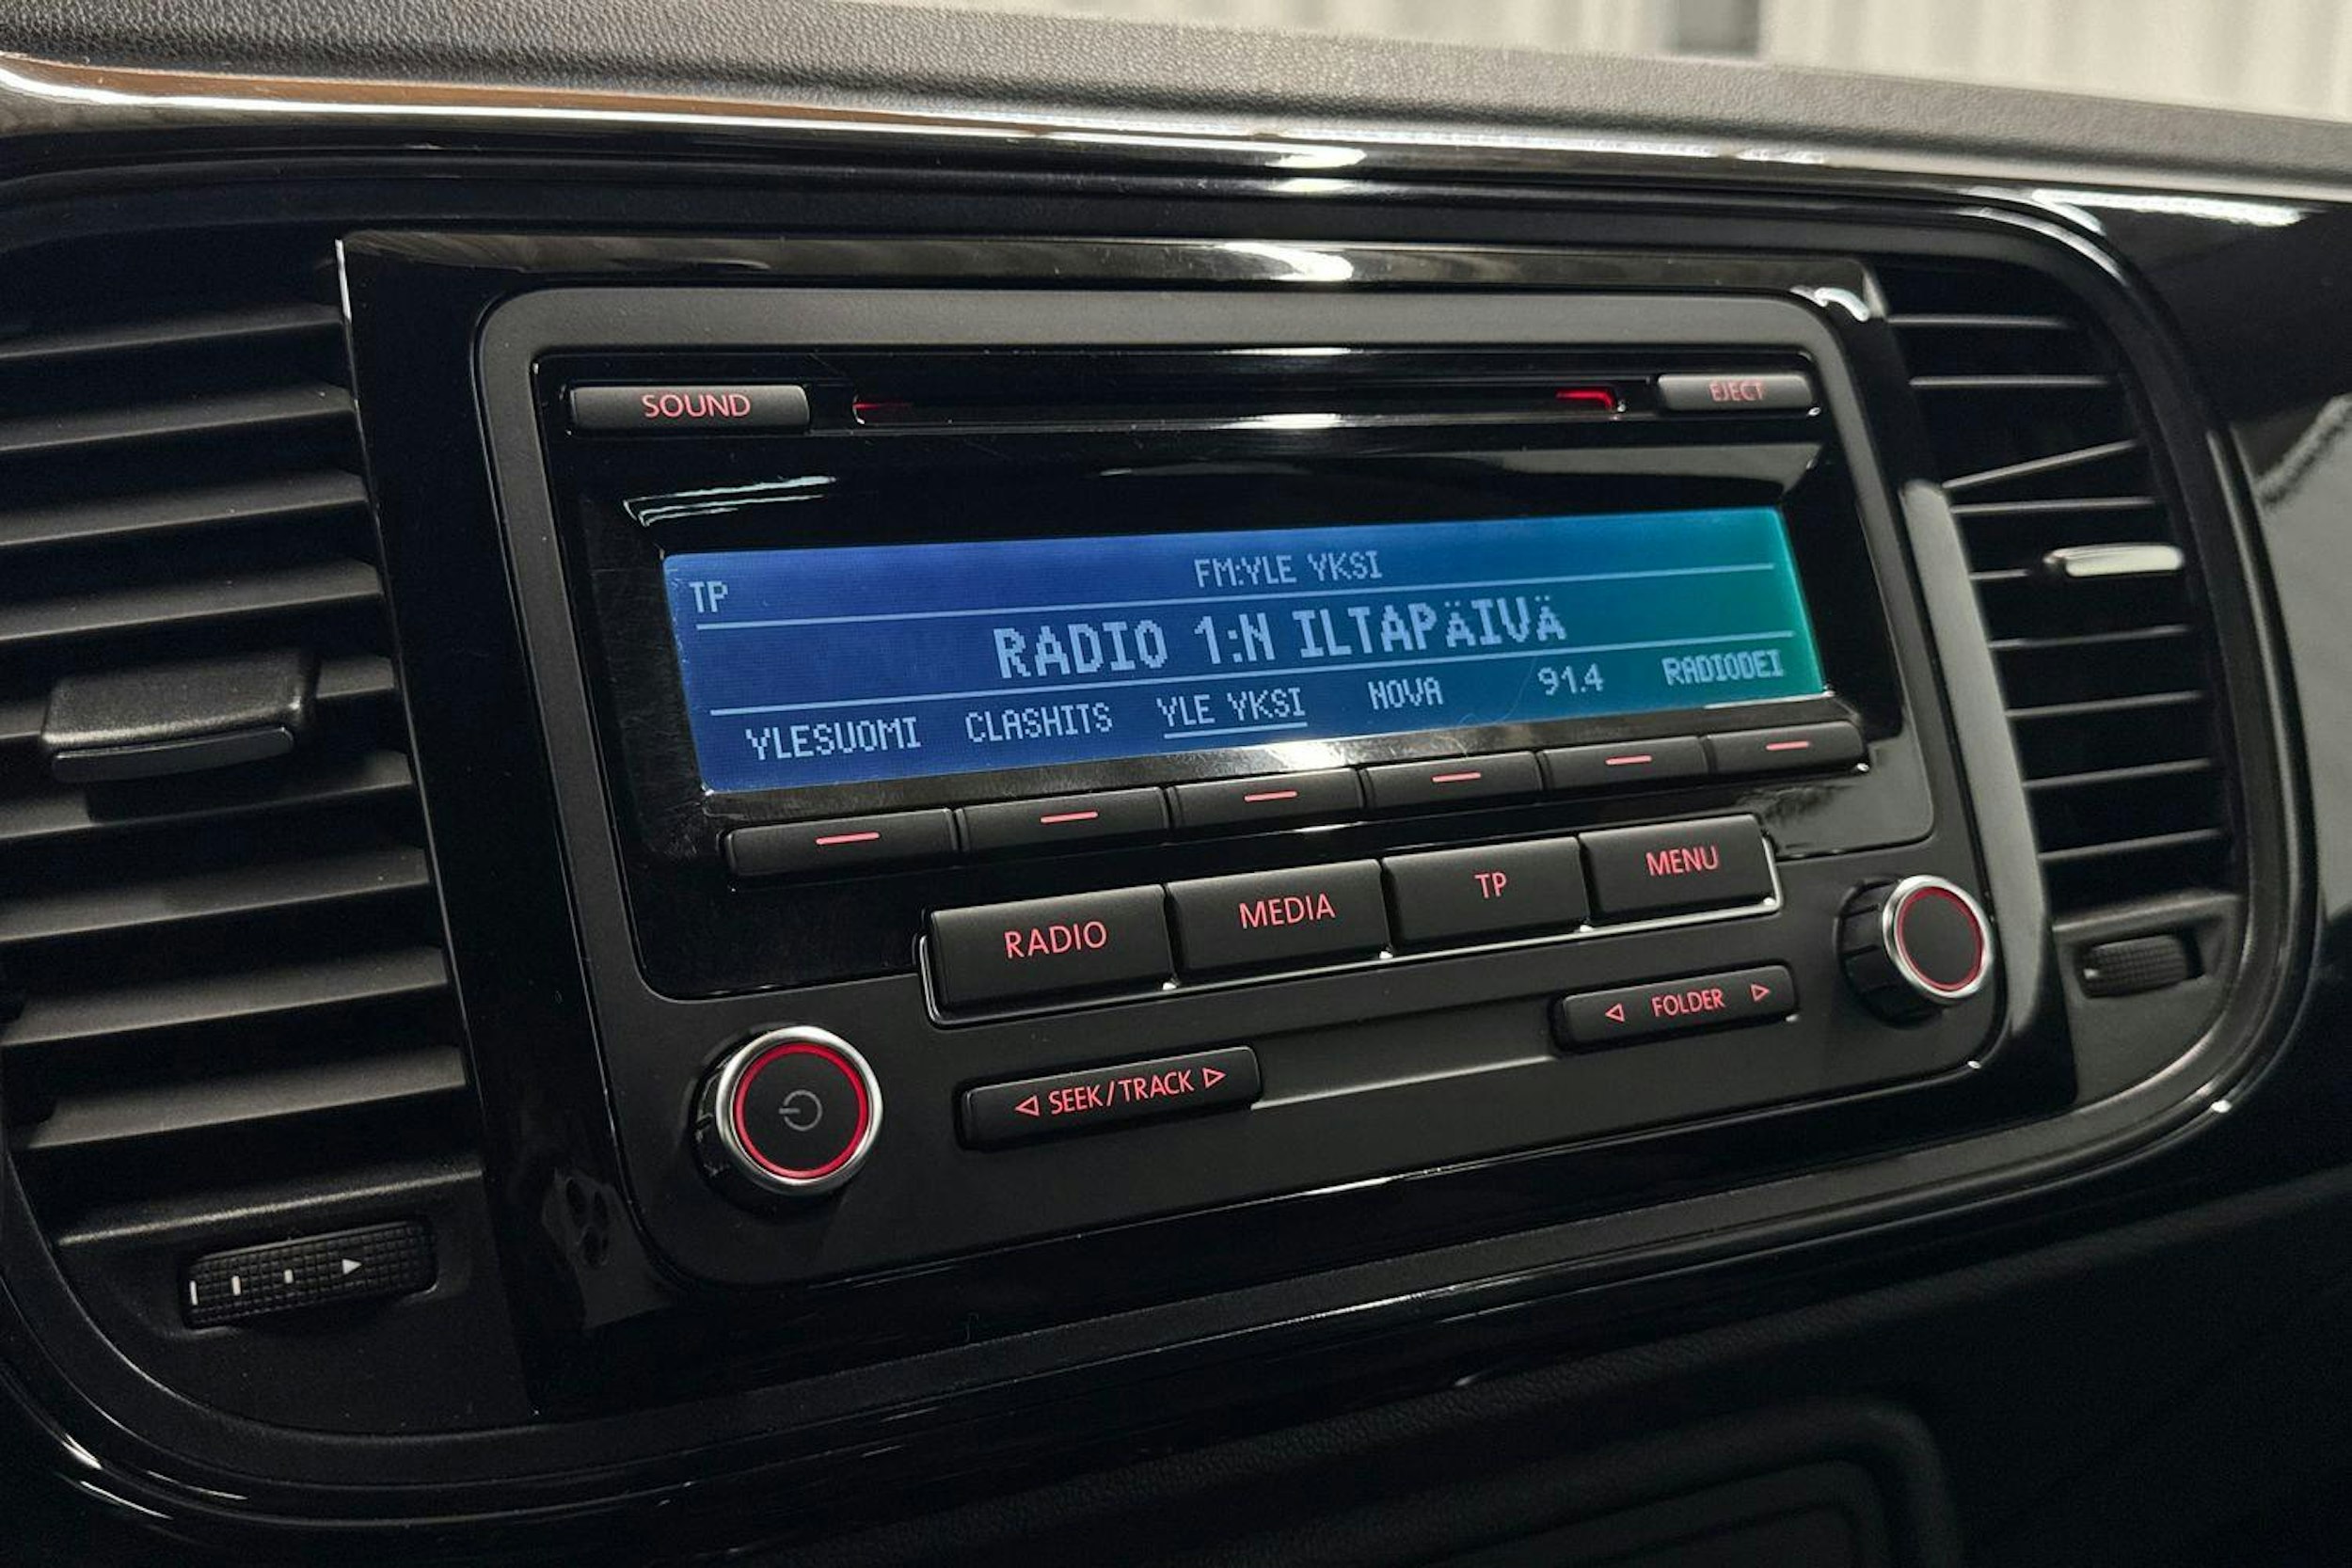 SOUND EJECT
FM:YLE YKSI
TP
RADIO 1:N ILTAPÄIVÄ
YLESUOMI CLASHITS YLE YKSI NOVA 91.4 RADIODEI
RADIO MEDIA TP MENU
◁ SEEK/TRACK ▷
◁ FOLDER ▷